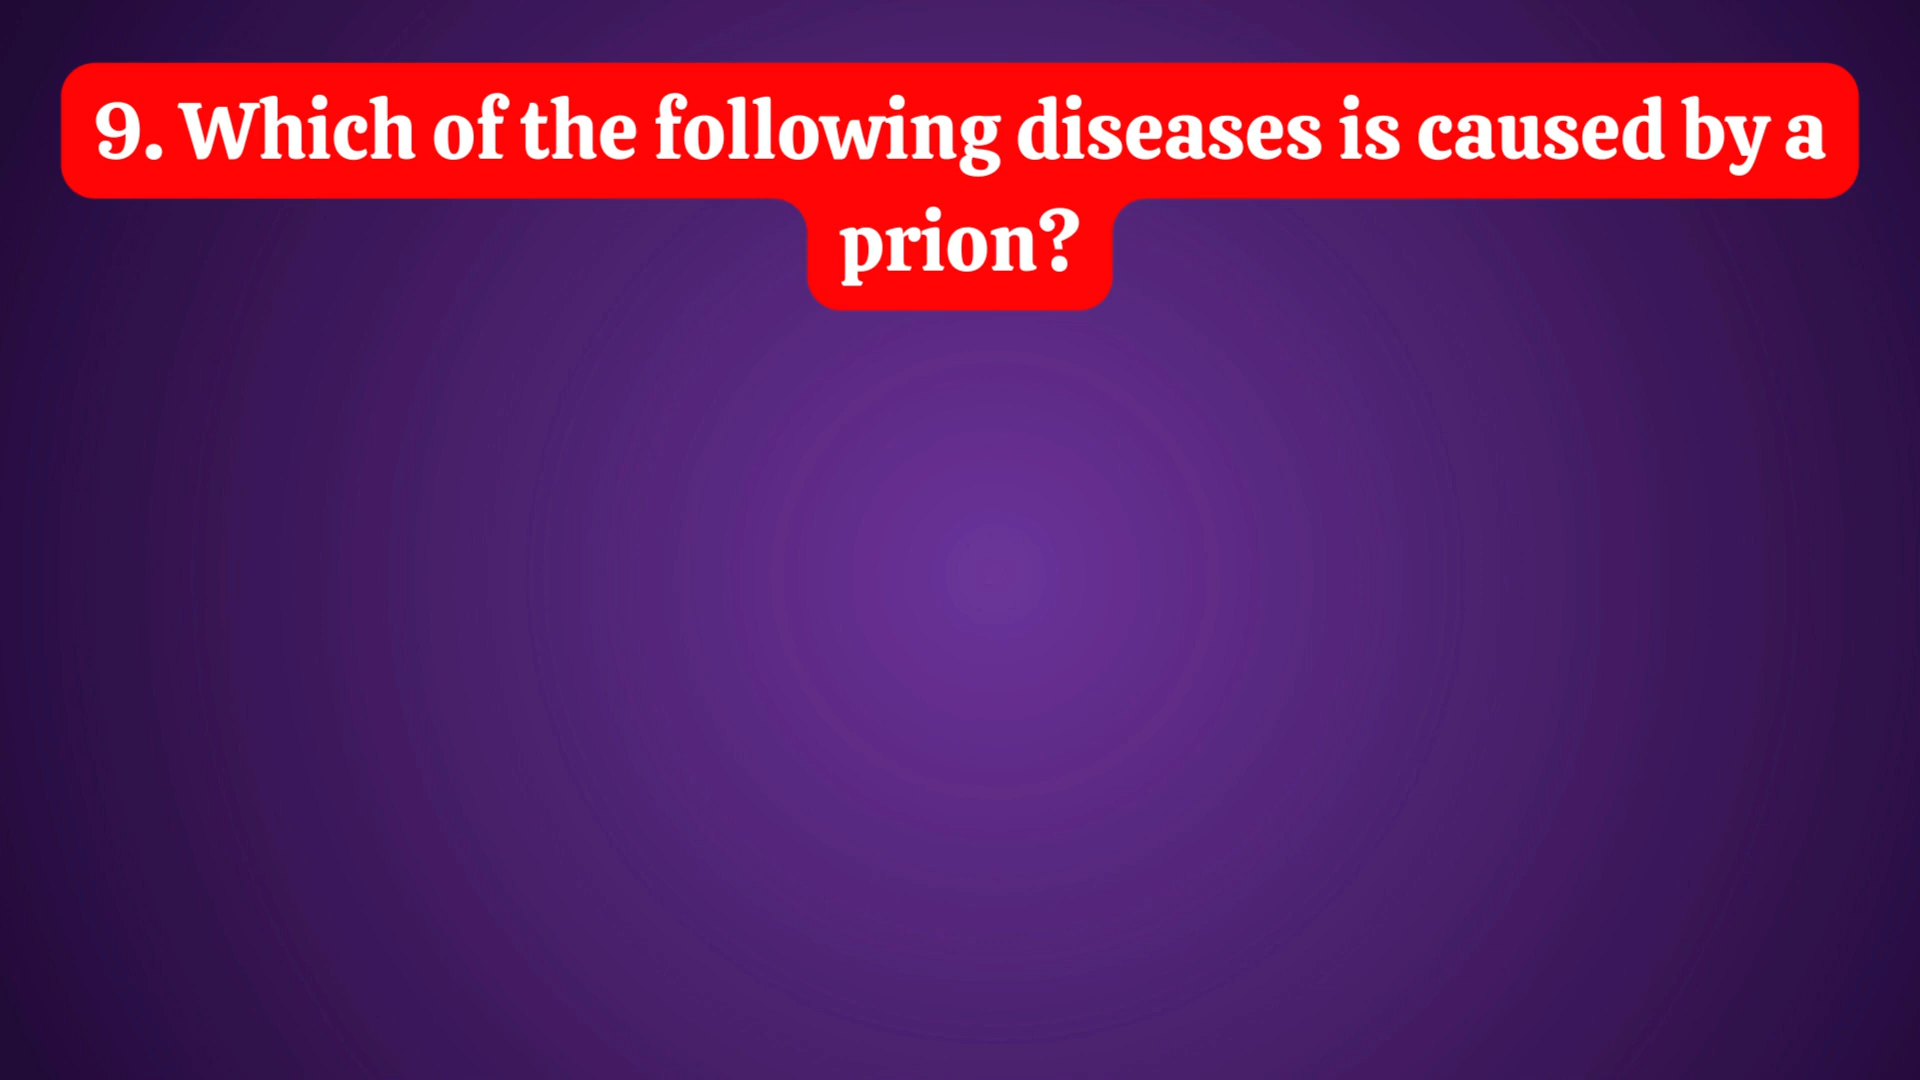 9. Which of the following diseases is caused by a
prion?